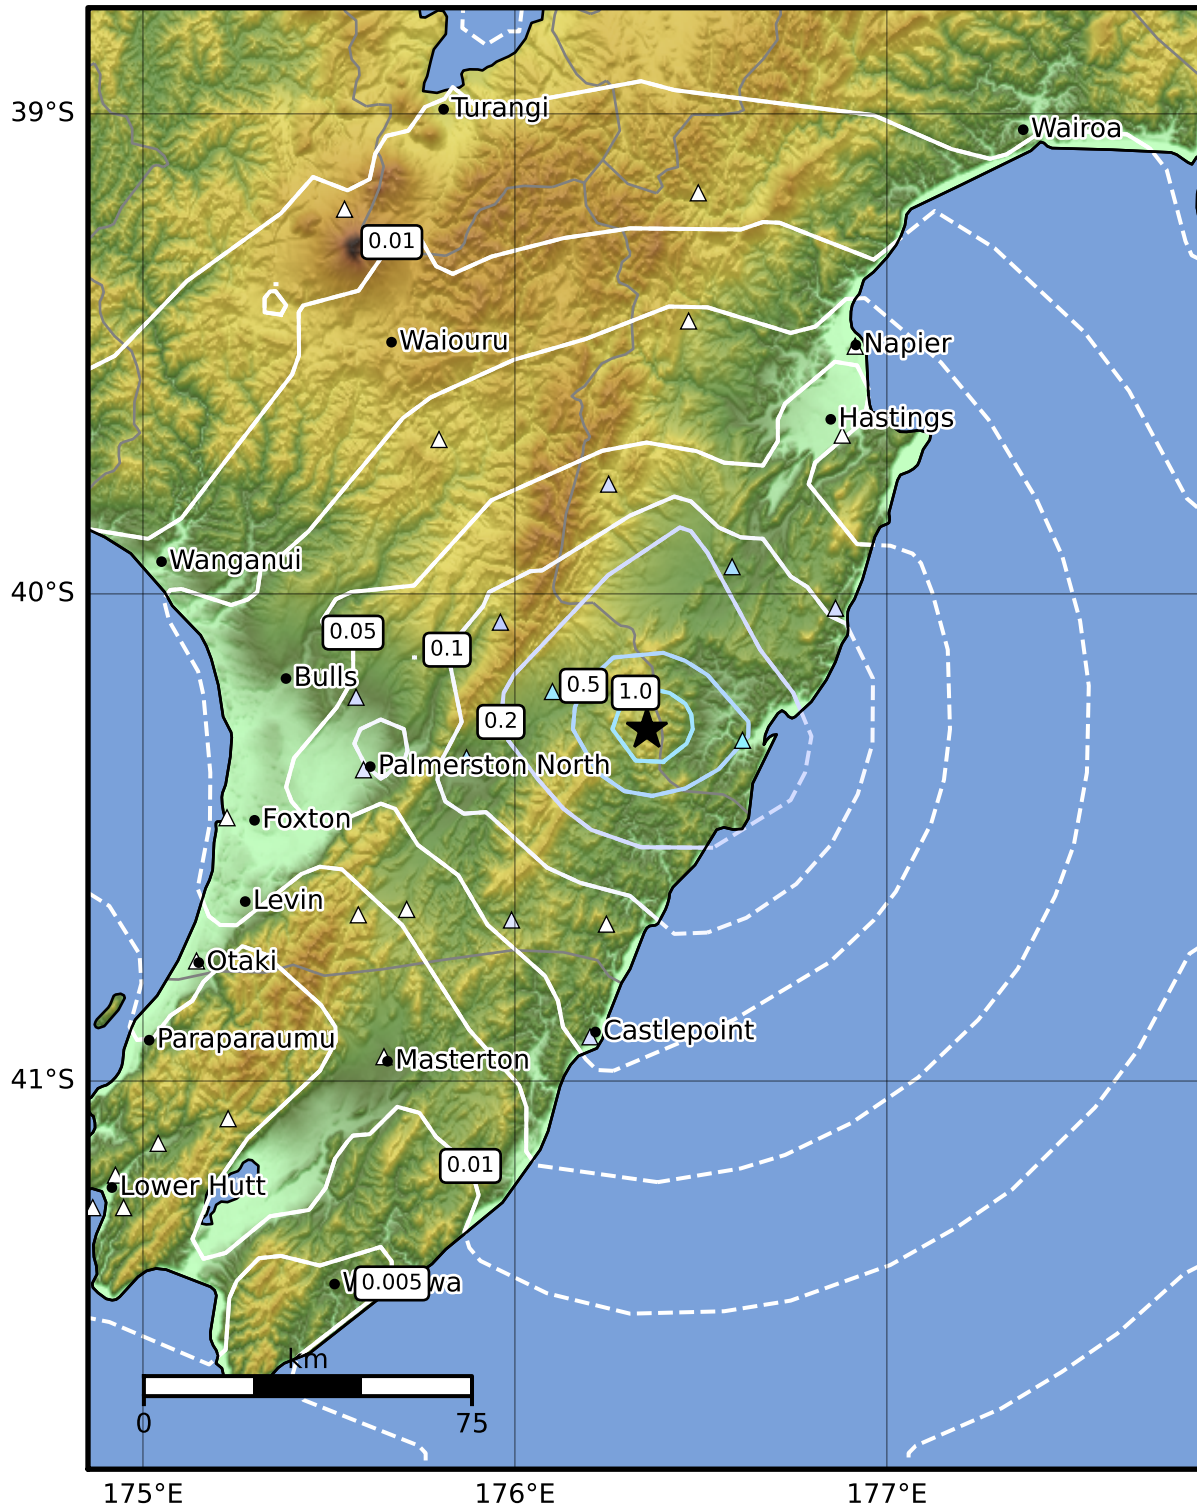 39°S
Turangi
Wairoa
0.01
Waiouru
Napier
Hastings
Wanganui
40°S
0.05
0.1
Bulls
0.5
1.0
0.2
Palmerston North
Foxton
Levin
Otaki
Paraparaumu
Castlepoint
Masterton
41°S
0.01
Lower Hutt
0.005
km
0
75
175°E
176°E
177°E